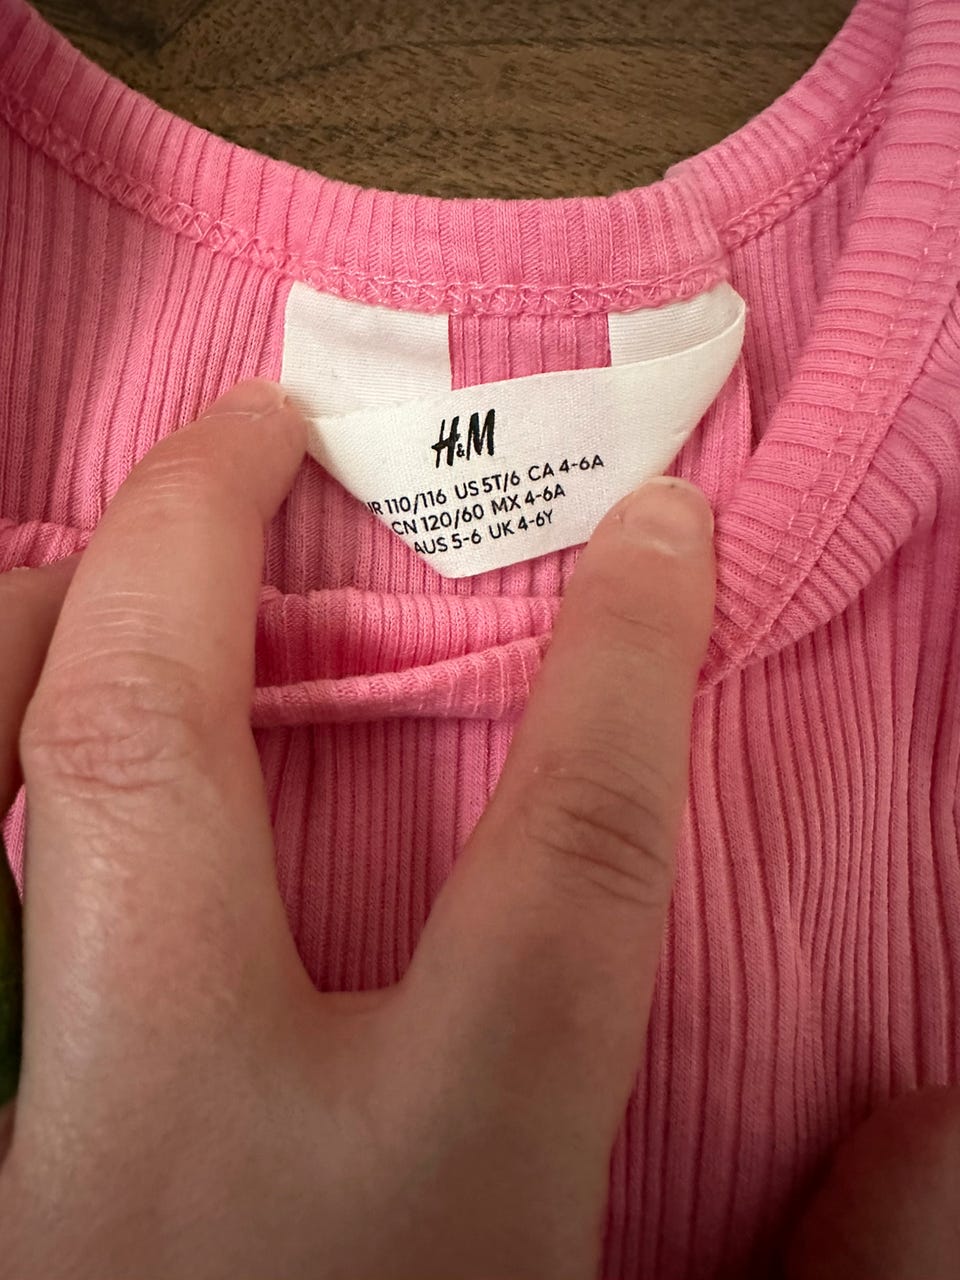 H&M
R 110/116 US 5T/6 CA 4-6A
CN 120/60 MX 4-6A
AUS 5-6 UK 4-6Y